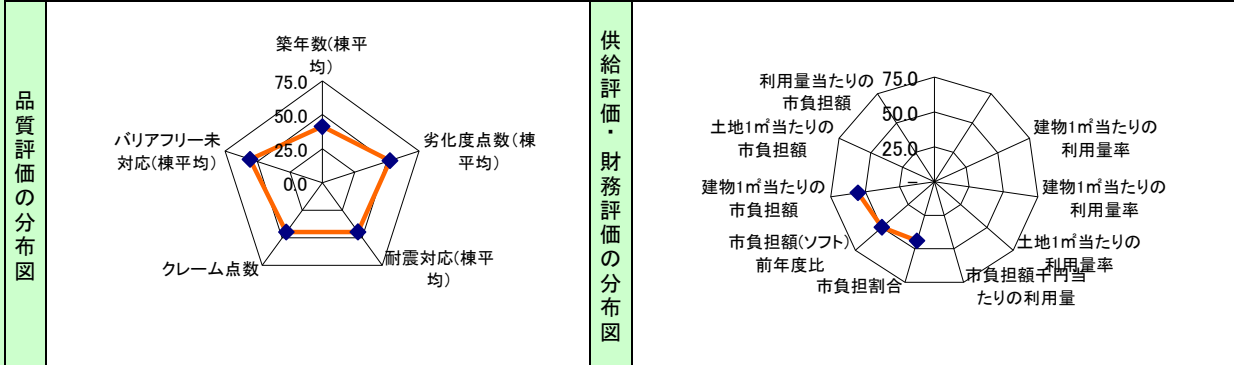 品質評価の分布図
築年数(棟平
均)
75.0
50.0
25.0
0.0
劣化度点数(棟
平均)
耐震対応(棟平
均)
クレーム点数
バリアフリー未
対応(棟平均)
供給評価・財務評価の分布図
75.0
50.0
25.0
－
建物1㎡当たりの
利用量率
建物1㎡当たりの
利用量率
土地1㎡当たりの
利用量率
市負担額千円当
たりの利用量
市負担割合
市負担額(ソフト)
前年度比
建物1㎡当たりの
市負担額
土地1㎡当たりの
市負担額
利用量当たりの
市負担額